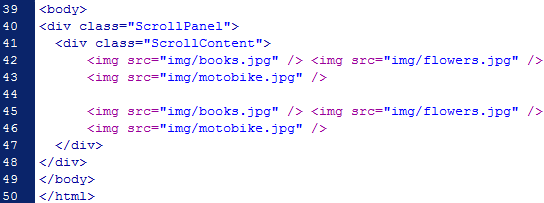 39 <body>
40 <div class="ScrollPanel">
41   <div class="ScrollContent">
42       <img src="img/books.jpg" /> <img src="img/flowers.jpg" />
43       <img src="img/motobike.jpg" />
44
45       <img src="img/books.jpg" /> <img src="img/flowers.jpg" />
46       <img src="img/motobike.jpg" />
47   </div>
48 </div>
49 </body>
50 </html>